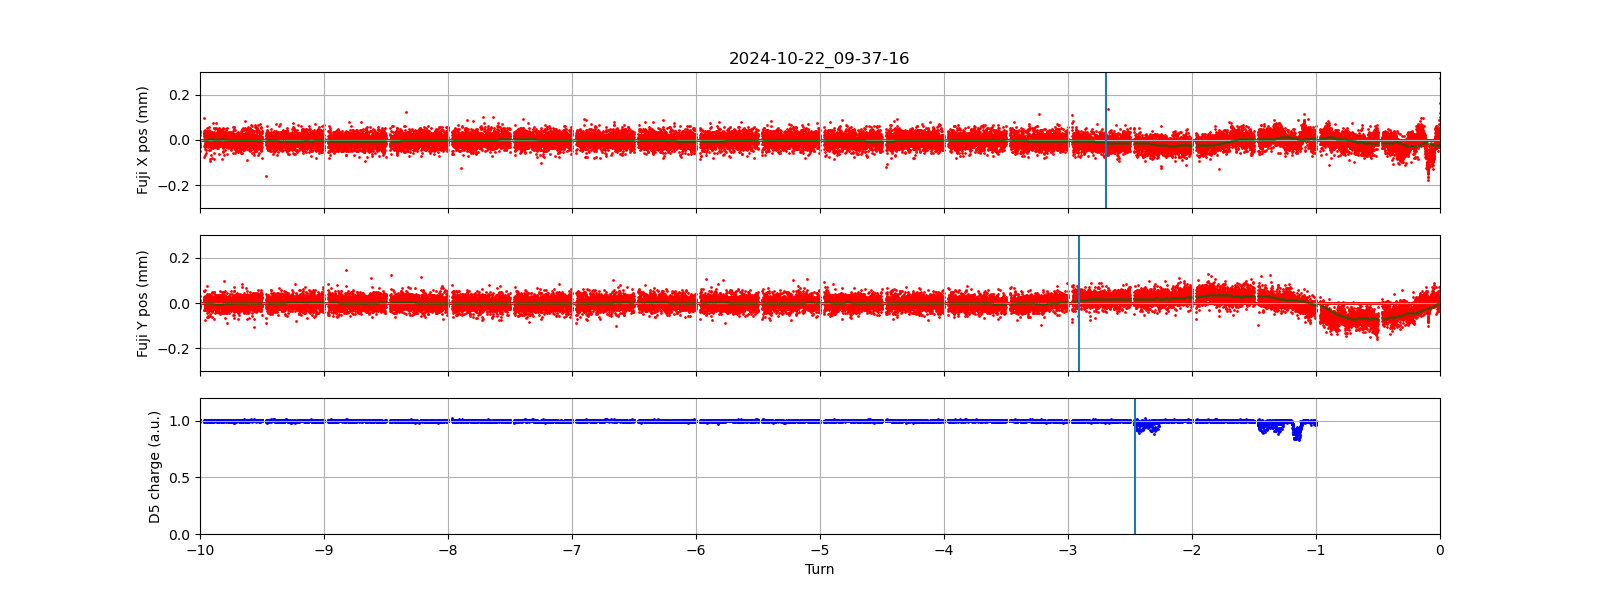 2024-10-22_09-37-16
Fuji X pos (mm)
0.2
0.0
−0.2
Fuji Y pos (mm)
0.2
0.0
−0.2
D5 charge (a.u.)
1.0
0.5
0.0
−10 −9 −8 −7 −6 −5 −4 −3 −2 −1 0
Turn